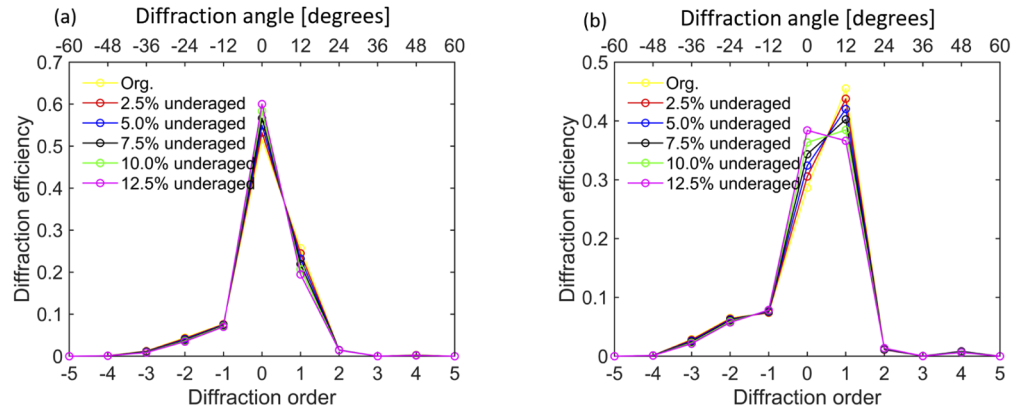 (a) Diffraction angle [degrees]
-60 -48 -36 -24 -12 0 12 24 36 48 60
0.7
0.6
0.5
0.4
0.3
0.2
0.1
0
Diffraction efficiency
Org.
2.5% underaged
5.0% underaged
7.5% underaged
10.0% underaged
12.5% underaged
-5 -4 -3 -2 -1 0 1 2 3 4 5
Diffraction order
(b) Diffraction angle [degrees]
-60 -48 -36 -24 -12 0 12 24 36 48 60
0.5
0.4
0.3
0.2
0.1
0
Diffraction efficiency
Org.
2.5% underaged
5.0% underaged
7.5% underaged
10.0% underaged
12.5% underaged
-5 -4 -3 -2 -1 0 1 2 3 4 5
Diffraction order